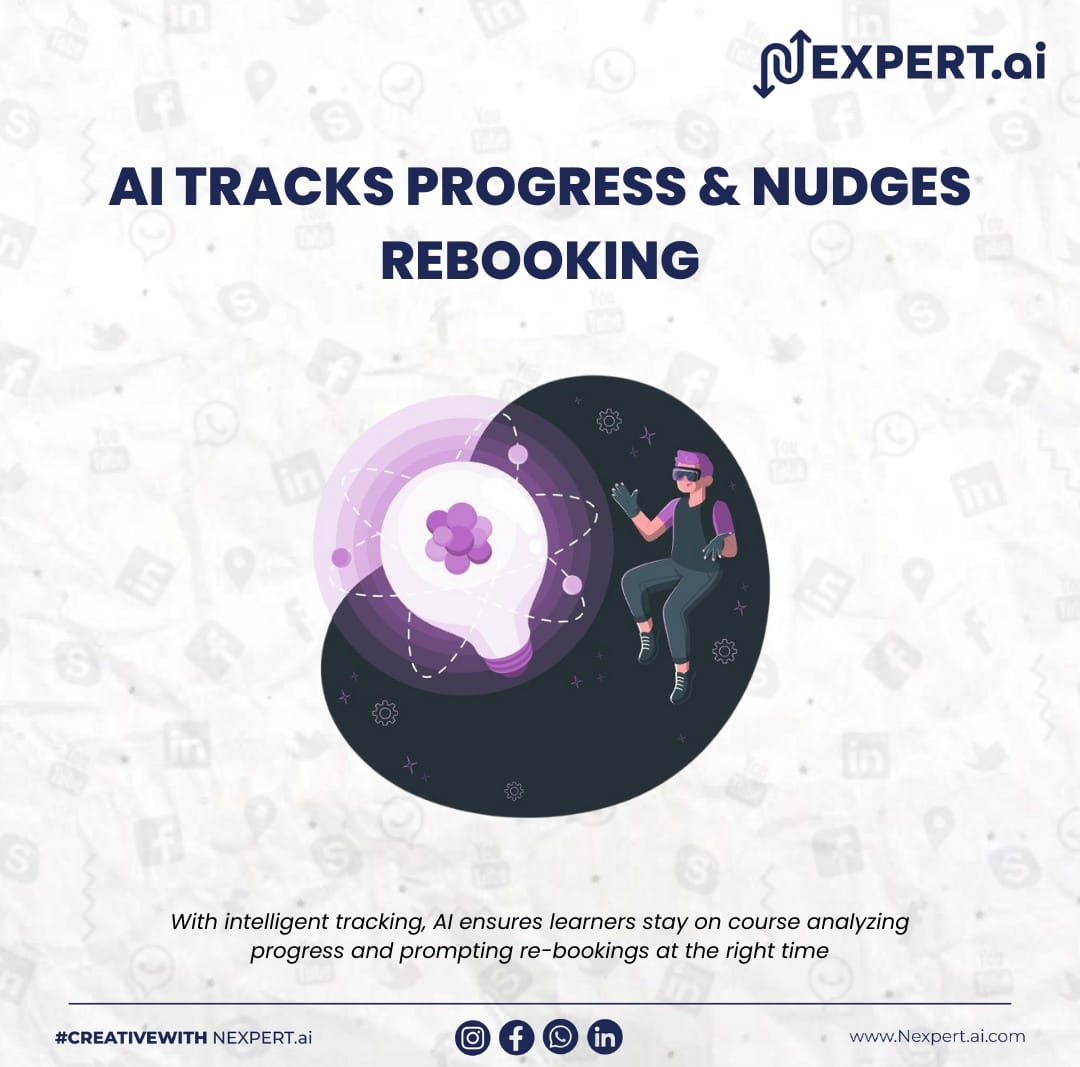 NEXPERT.ai
AI TRACKS PROGRESS & NUDGES
REBOOKING
With intelligent tracking, AI ensures learners stay on course analyzing
progress and prompting re-bookings at the right time
#CREATIVEWITH NEXPERT.ai
www.Nexpert.ai.com